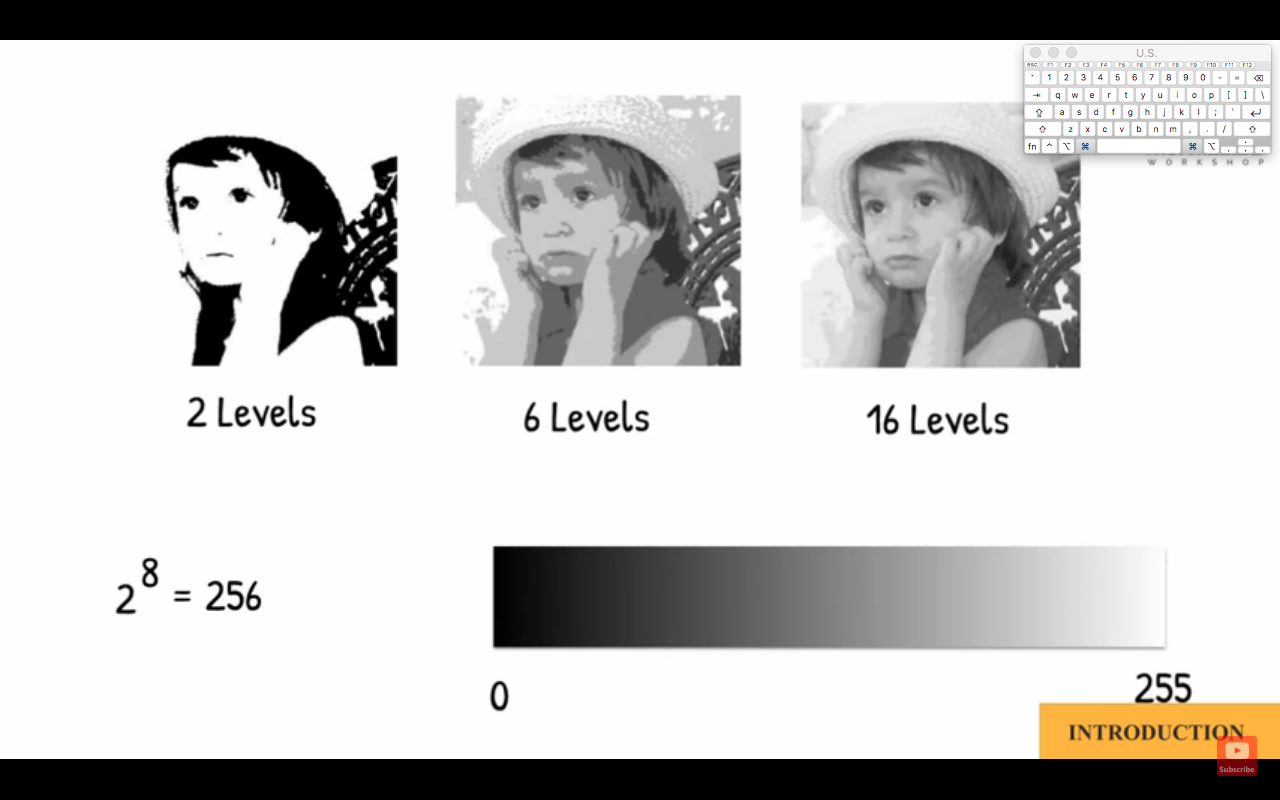 U.S.
esc F1 F2 F3 F4 F5 F6 F7 F8 F9 F10 F11 F12
` 1 2 3 4 5 6 7 8 9 0 - =
q w e r t y u i o p [ ] \
a s d f g h j k l ; '
z x c v b n m , . /
fn ^ ⌥ ⌘ ⌘ ⌥
WORKSHOP
2 Levels
6 Levels
16 Levels
2^8 = 256
0
255
INTRODUCTION
Subscribe